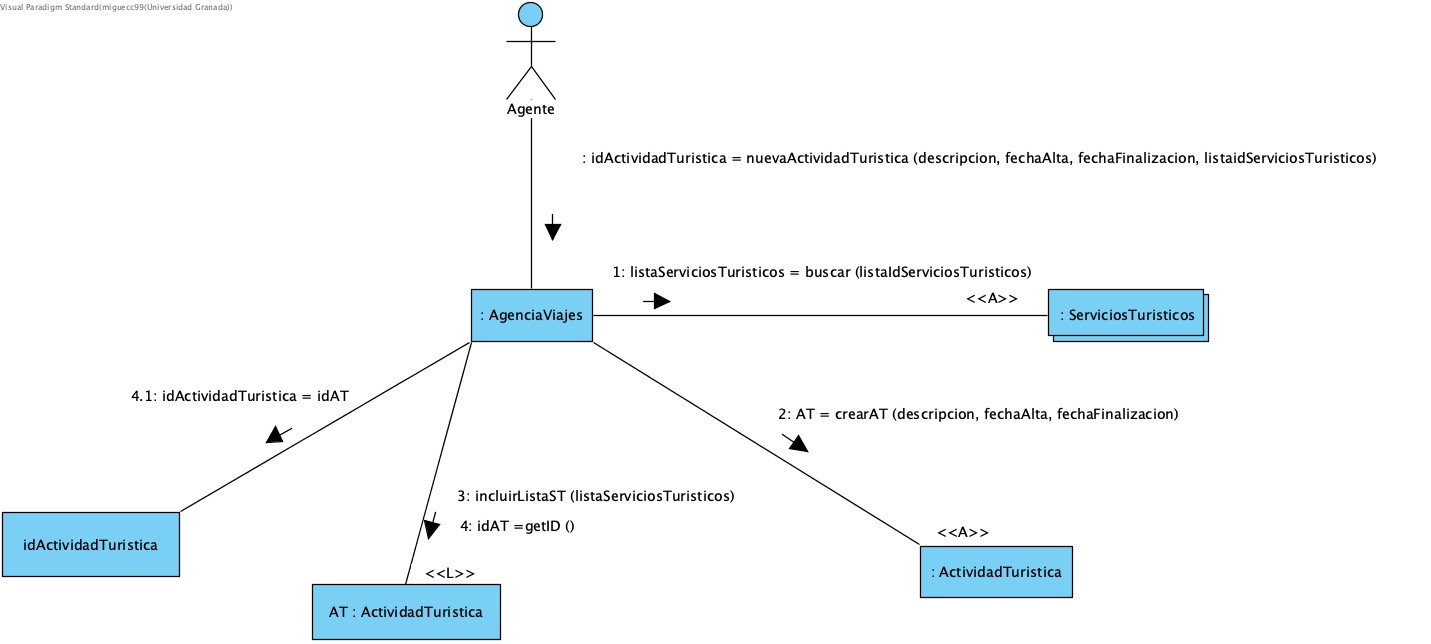 Visual Paradigm Standard(miguecc99(Universidad Granada))
Agente
: idActividadTuristica = nuevaActividadTuristica (descripcion, fechaAlta, fechaFinalizacion, listaidServiciosTuristicos)
1: listaServiciosTuristicos = buscar (listaIdServiciosTuristicos)
<<A>>
: AgenciaViajes
: ServiciosTuristicos
4.1: idActividadTuristica = idAT
2: AT = crearAT (descripcion, fechaAlta, fechaFinalizacion)
3: incluirListaST (listaServiciosTuristicos)
4: idAT =getID ()
<<A>>
idActividadTuristica
<<L>>
: ActividadTuristica
AT : ActividadTuristica